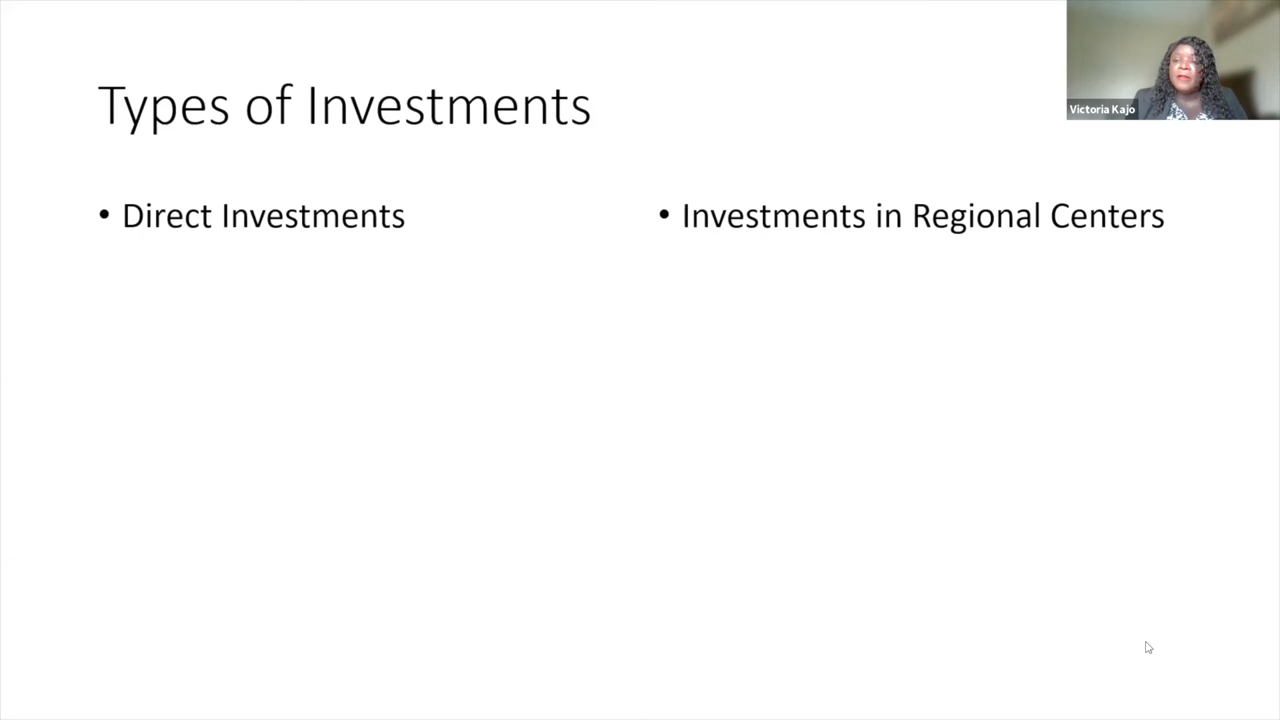 Types of Investments
Victoria Kajo
• Direct Investments
• Investments in Regional Centers